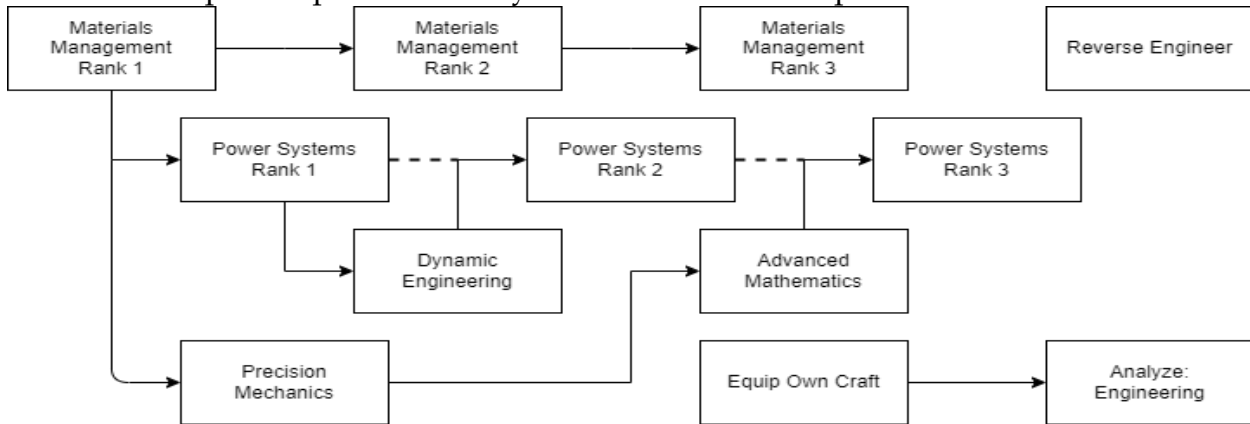 Materials
Management
Rank 1
Materials
Management
Rank 2
Materials
Management
Rank 3
Reverse Engineer
Power Systems
Rank 1
Power Systems
Rank 2
Power Systems
Rank 3
Dynamic
Engineering
Advanced
Mathematics
Precision
Mechanics
Equip Own Craft
Analyze:
Engineering